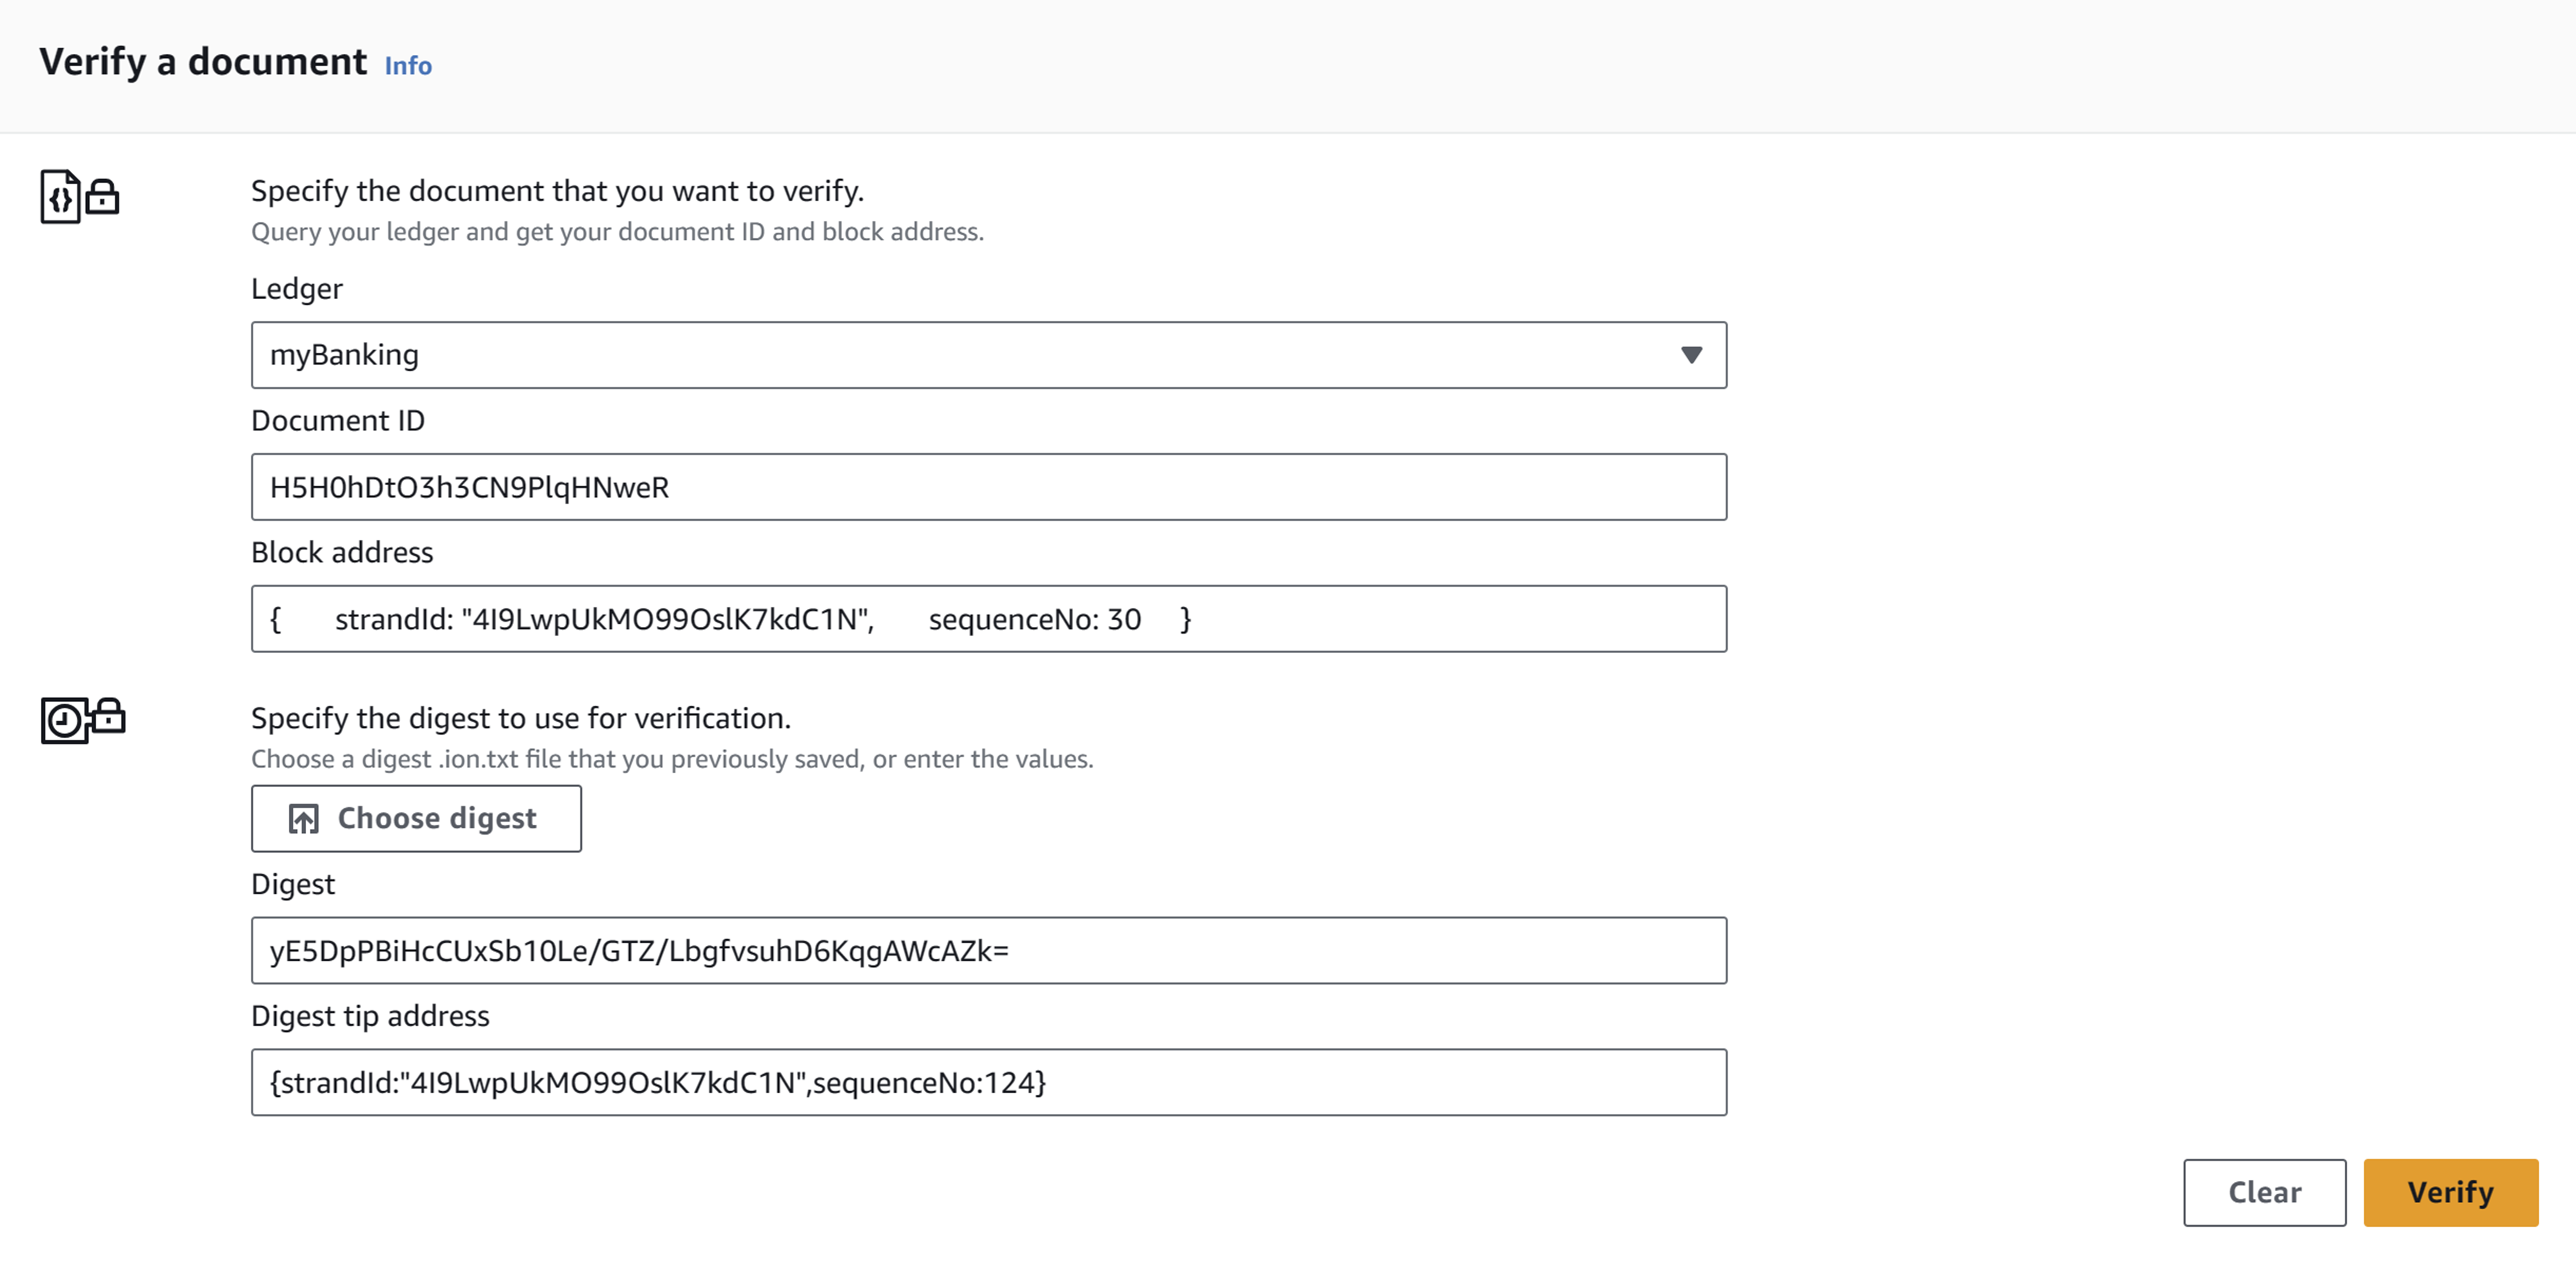 Verify a document Info
Specify the document that you want to verify.
Query your ledger and get your document ID and block address.
Ledger
myBanking
Document ID
H5H0hDtO3h3CN9PlqHNweR
Block address
{ strandId: "4I9LwpUkMO99OslK7kdC1N", sequenceNo: 30 }
Specify the digest to use for verification.
Choose a digest .ion.txt file that you previously saved, or enter the values.
Choose digest
Digest
yE5DpPBiHcCUxSb10Le/GTZ/LbgfvsuhD6KqgAWcAZk=
Digest tip address
{strandId:"4I9LwpUkMO99OslK7kdC1N",sequenceNo:124}
Clear Verify